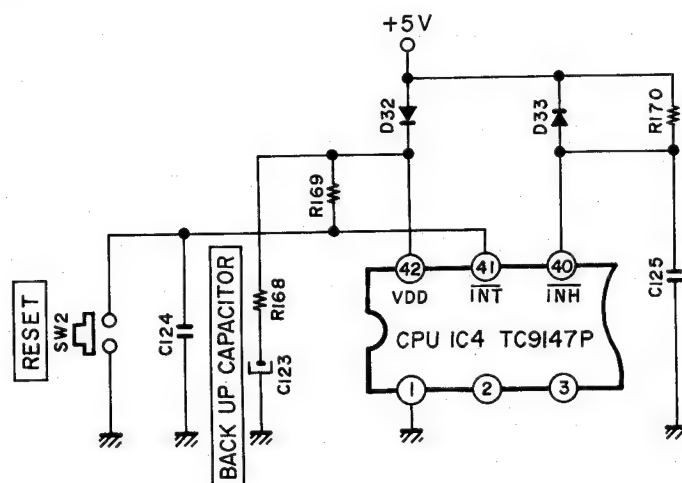 +5V
D32
D33
R170
R169
42
41
40
VDD
INT
INH
C125
RESET
SW2
C124
BACK UP CAPACITOR
R168
C123
CPU IC4 TC9147P
1
2
3